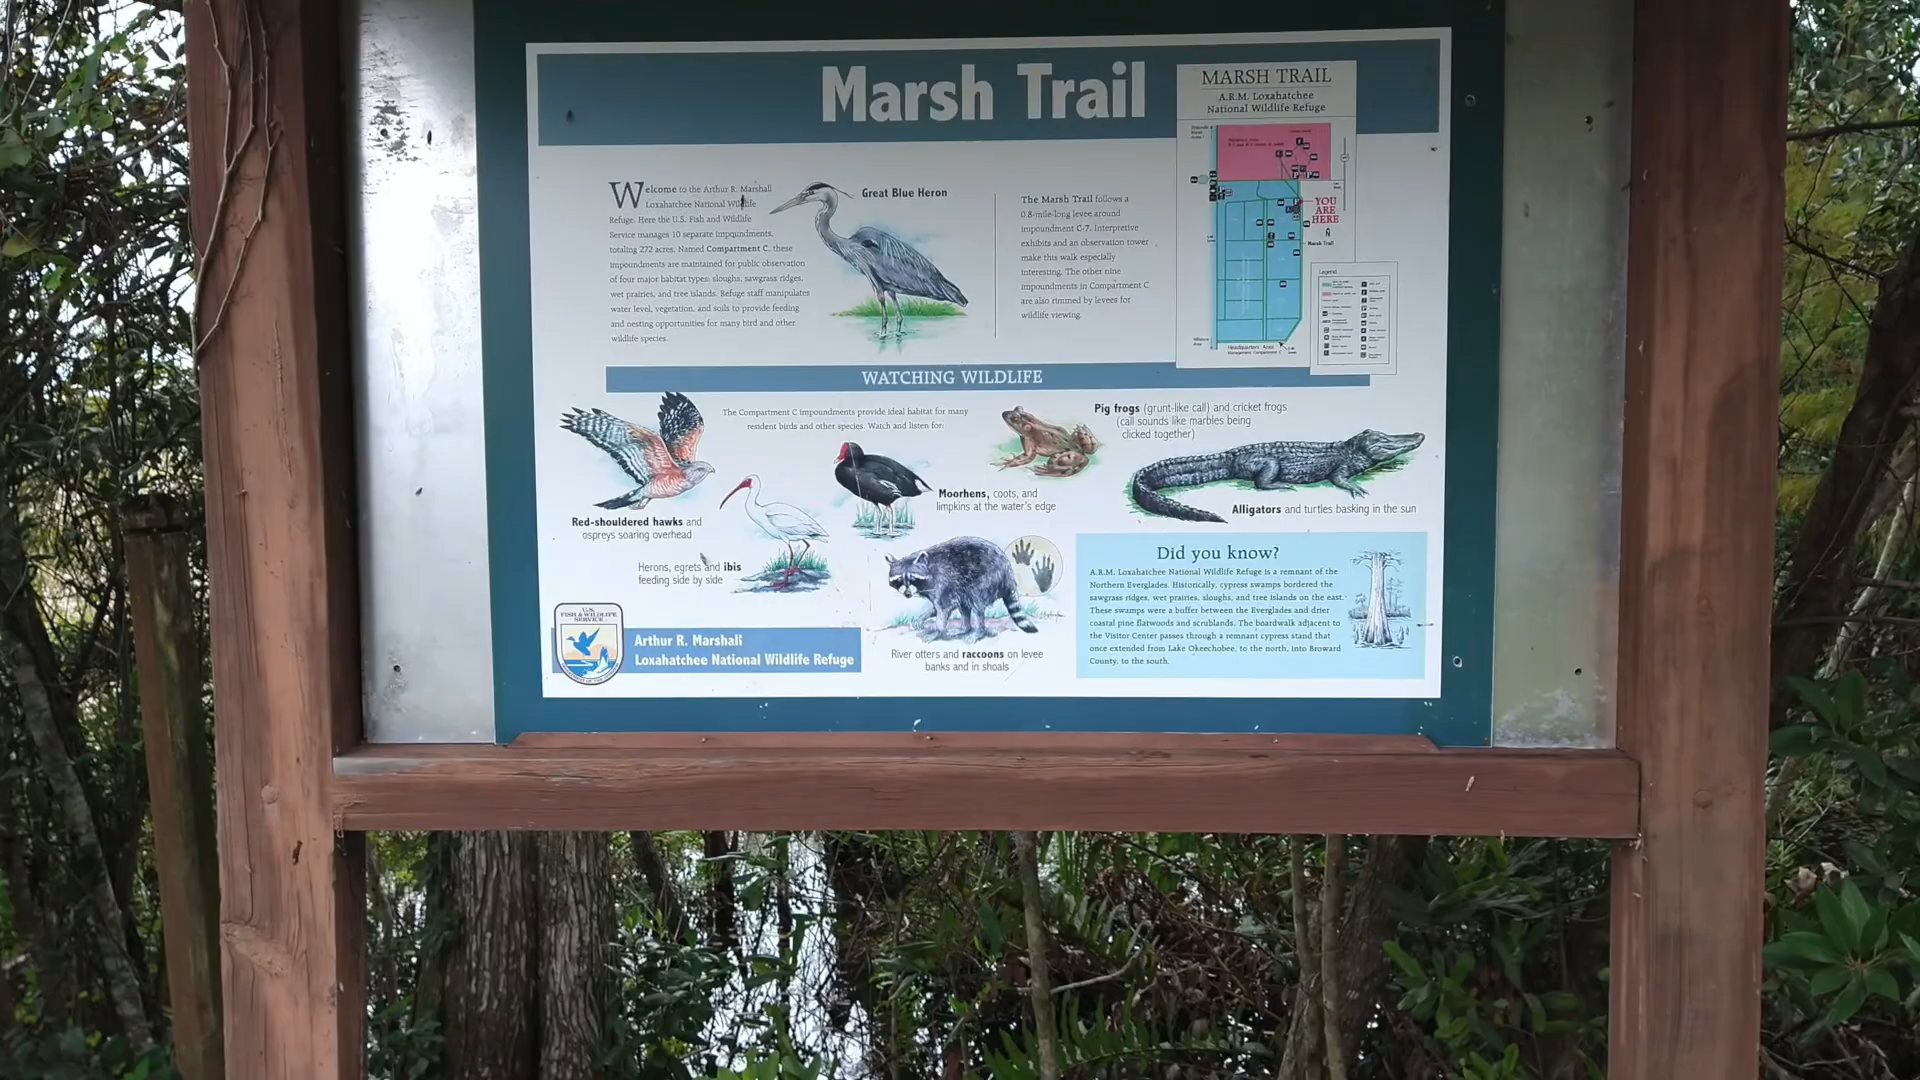 Marsh Trail
MARSH TRAIL
A.R.M. Loxahatchee
National Wildlife Refuge
YOU
ARE
HERE
Marsh Trail
Legend
Headquarters Area
Management Compartment C
Welcome to the Arthur R. Marshall
Loxahatchee National Wildlife
Refuge. Here the U.S. Fish and Wildlife
Service manages 10 separate impoundments,
totaling 272 acres. Named Compartment C, these
impoundments are maintained for public observation
of four major habitat types: sloughs, sawgrass ridges,
wet prairies, and tree islands. Refuge staff manipulates
water level, vegetation, and soils to provide feeding
and nesting opportunities for many bird and other
wildlife species.
Great Blue Heron
The Marsh Trail follows a
0.8-mile-long levee around
impoundment C-7. Interpretive
exhibits and an observation tower
make this walk especially
interesting. The other nine
impoundments in Compartment C
are also rimmed by levees for
wildlife viewing.
WATCHING WILDLIFE
The Compartment C impoundments provide ideal habitat for many
resident birds and other species. Watch and listen for:
Red-shouldered hawks and
ospreys soaring overhead
Herons, egrets and ibis
feeding side by side
Moorhens, coots, and
limpkins at the water's edge
Pig frogs (grunt-like call) and cricket frogs
(call sounds like marbles being
clicked together)
Alligators and turtles basking in the sun
River otters and raccoons on levee
banks and in shoals
Did you know?
A.R.M. Loxahatchee National Wildlife Refuge is a remnant of the
Northern Everglades. Historically, cypress swamps bordered the
sawgrass ridges, wet prairies, sloughs, and tree islands on the east.
These swamps were a buffer between the Everglades and drier
coastal pine flatwoods and scrublands. The boardwalk adjacent to
the Visitor Center passes through a remnant cypress stand that
once extended from Lake Okeechobee, to the north, into Broward
County, to the south.
U.S.
FISH & WILDLIFE
SERVICE
Arthur R. Marshall
Loxahatchee National Wildlife Refuge